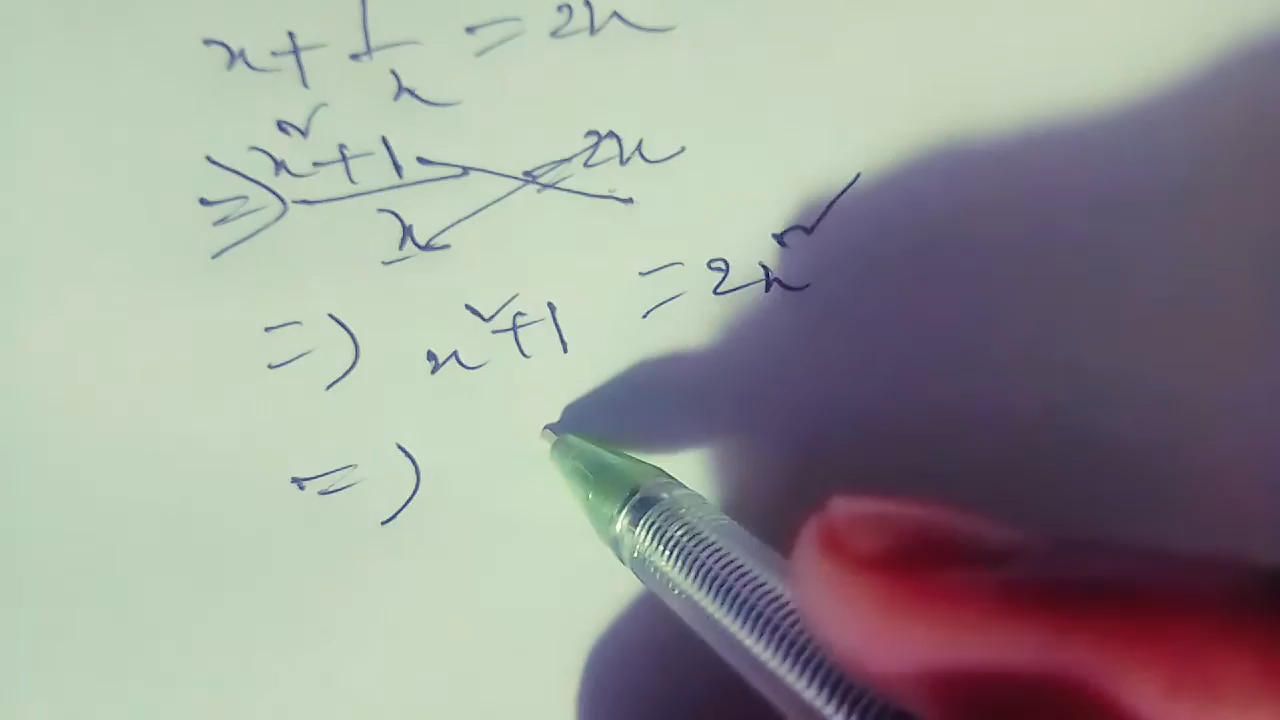 x + 1/x = 2x
⇒ x²+1/x = 2x
⇒ x²+1 = 2x²
⇒